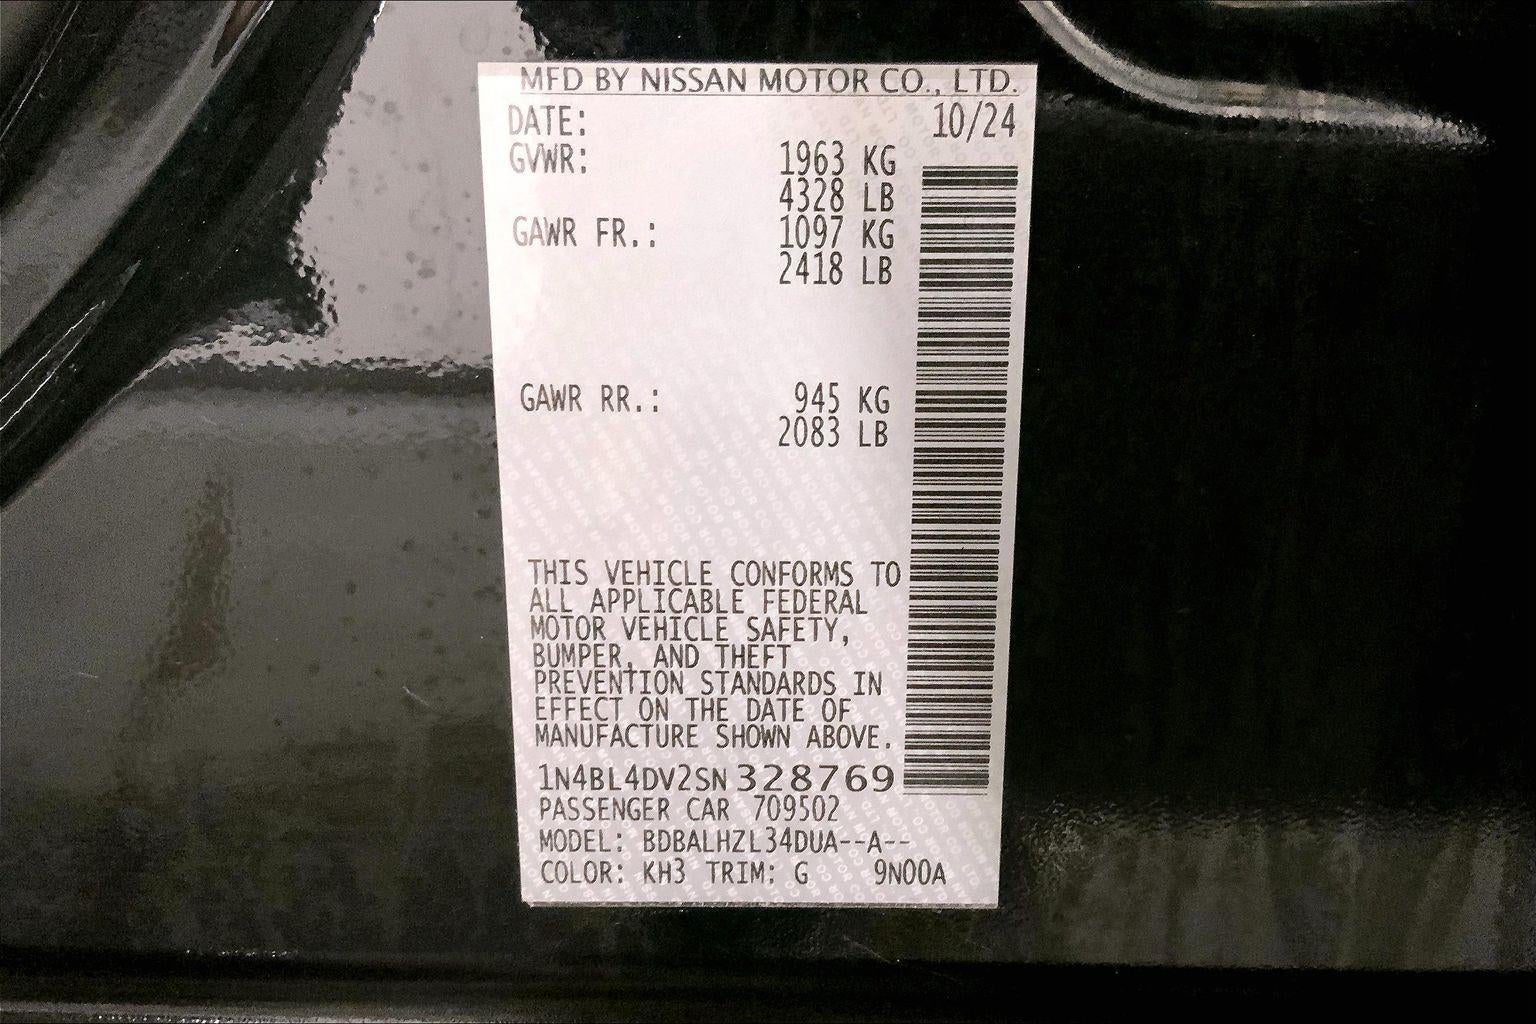 MFD BY NISSAN MOTOR CO., LTD.
DATE: 10/24
GVWR: 1963 KG
4328 LB
GAWR FR.: 1097 KG
2418 LB
GAWR RR.: 945 KG
2083 LB
THIS VEHICLE CONFORMS TO
ALL APPLICABLE FEDERAL
MOTOR VEHICLE SAFETY,
BUMPER, AND THEFT
PREVENTION STANDARDS IN
EFFECT ON THE DATE OF
MANUFACTURE SHOWN ABOVE.
1N4BL4DV2SN328769
PASSENGER CAR 709502
MODEL: BDBALHZL34DUA--A--
COLOR: KH3 TRIM: G 9N00A